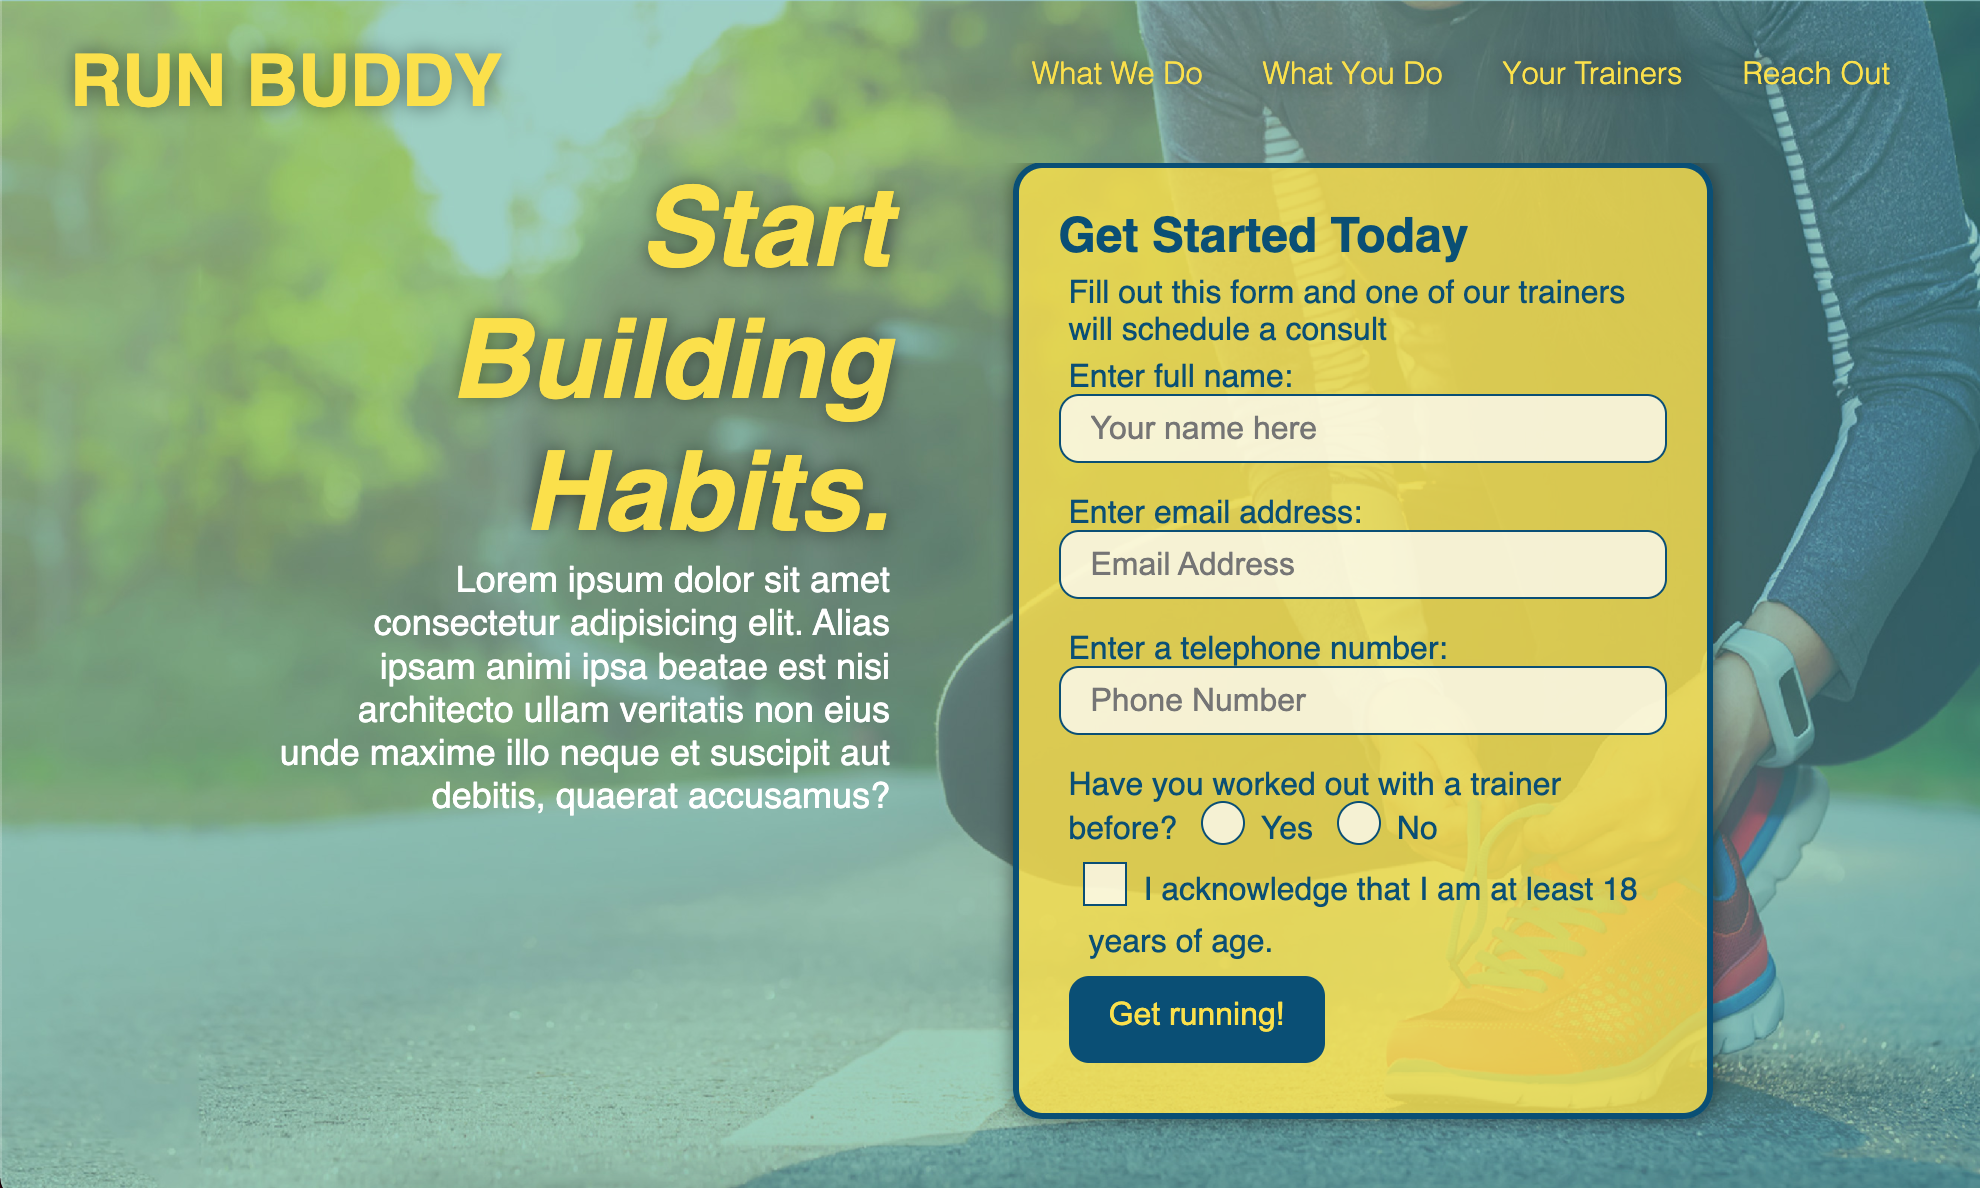 RUN BUDDY
What We Do
What You Do
Your Trainers
Reach Out
Start
Building
Habits.
Lorem ipsum dolor sit amet
consectetur adipisicing elit. Alias
ipsam animi ipsa beatae est nisi
architecto ullam veritatis non eius
unde maxime illo neque et suscipit aut
debitis, quaerat accusamus?
Get Started Today
Fill out this form and one of our trainers
will schedule a consult
Enter full name:
Your name here
Enter email address:
Email Address
Enter a telephone number:
Phone Number
Have you worked out with a trainer
before? Yes No
I acknowledge that I am at least 18
years of age.
Get running!